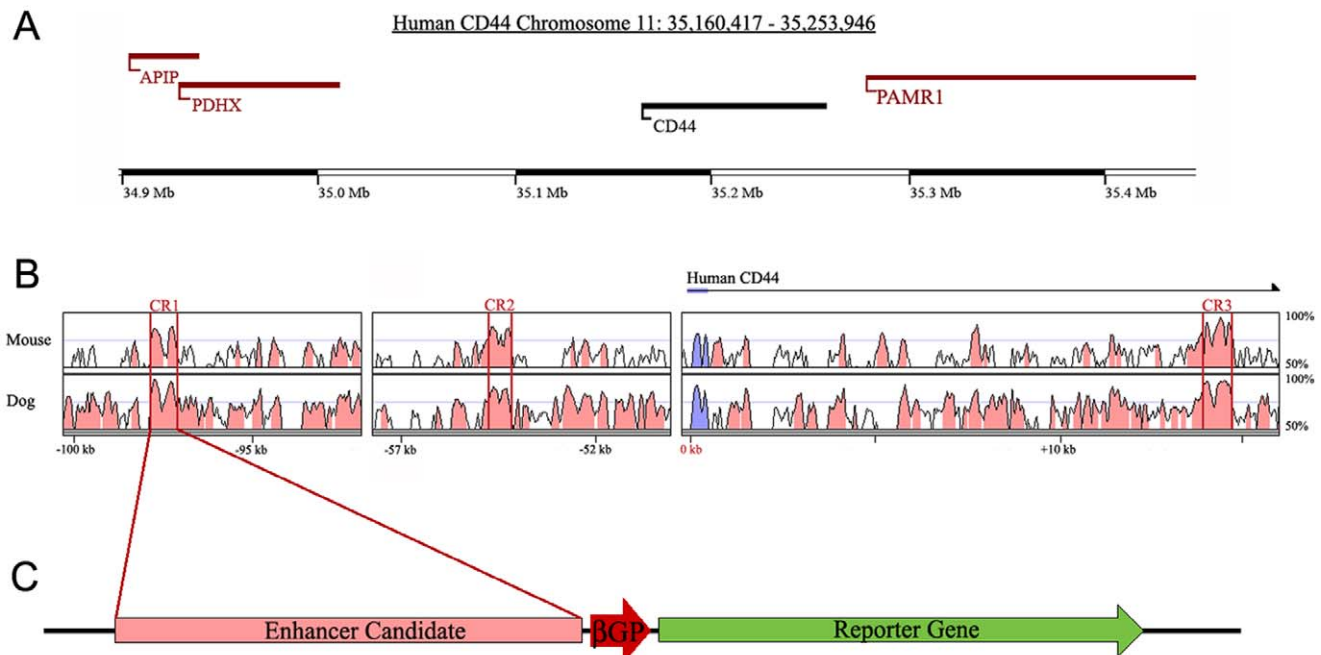 A
Human CD44 Chromosome 11: 35,160,417 - 35,253,946
APIP
PDHX
CD44
PAMR1
34.9 Mb 35.0 Mb 35.1 Mb 35.2 Mb 35.3 Mb 35.4 Mb
B
Human CD44
CR1 CR2 CR3
Mouse 100%
50%
Dog 100%
50%
-100 kb -95 kb -57 kb -52 kb 0 kb +10 kb
C
Enhancer Candidate βGP Reporter Gene